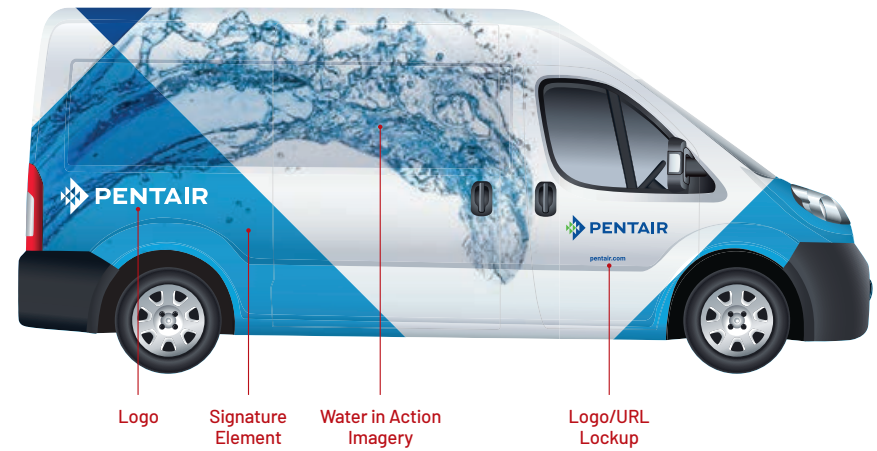 PENTAIR
PENTAIR
pentair.com
Logo
Signature
Element
Water in Action
Imagery
Logo/URL
Lockup